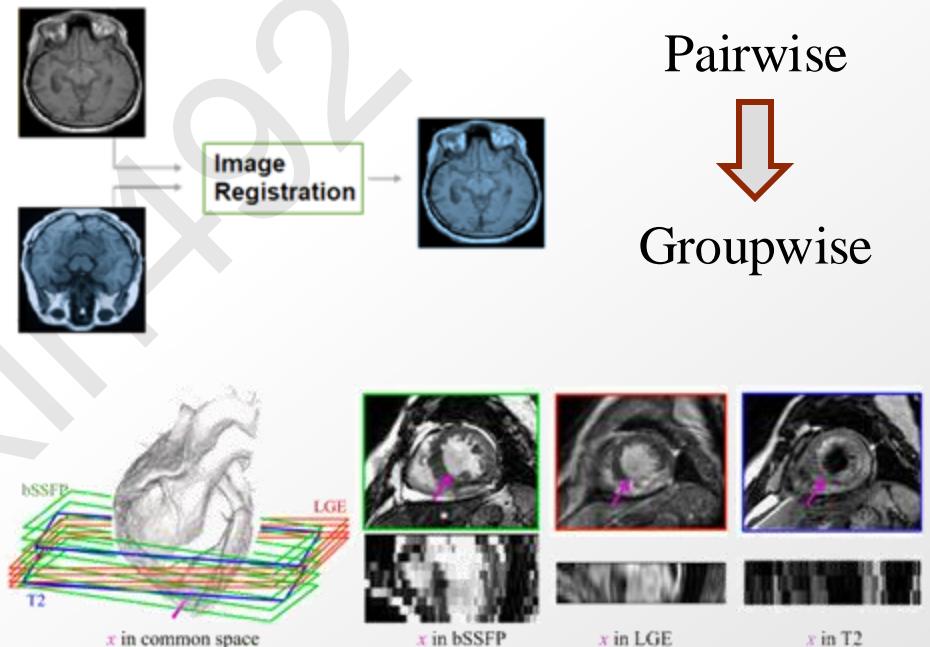 Pairwise
Image
Registration
Groupwise
bSSFP
LGE
T2
x in common space
x in bSSFP
x in LGE
x in T2